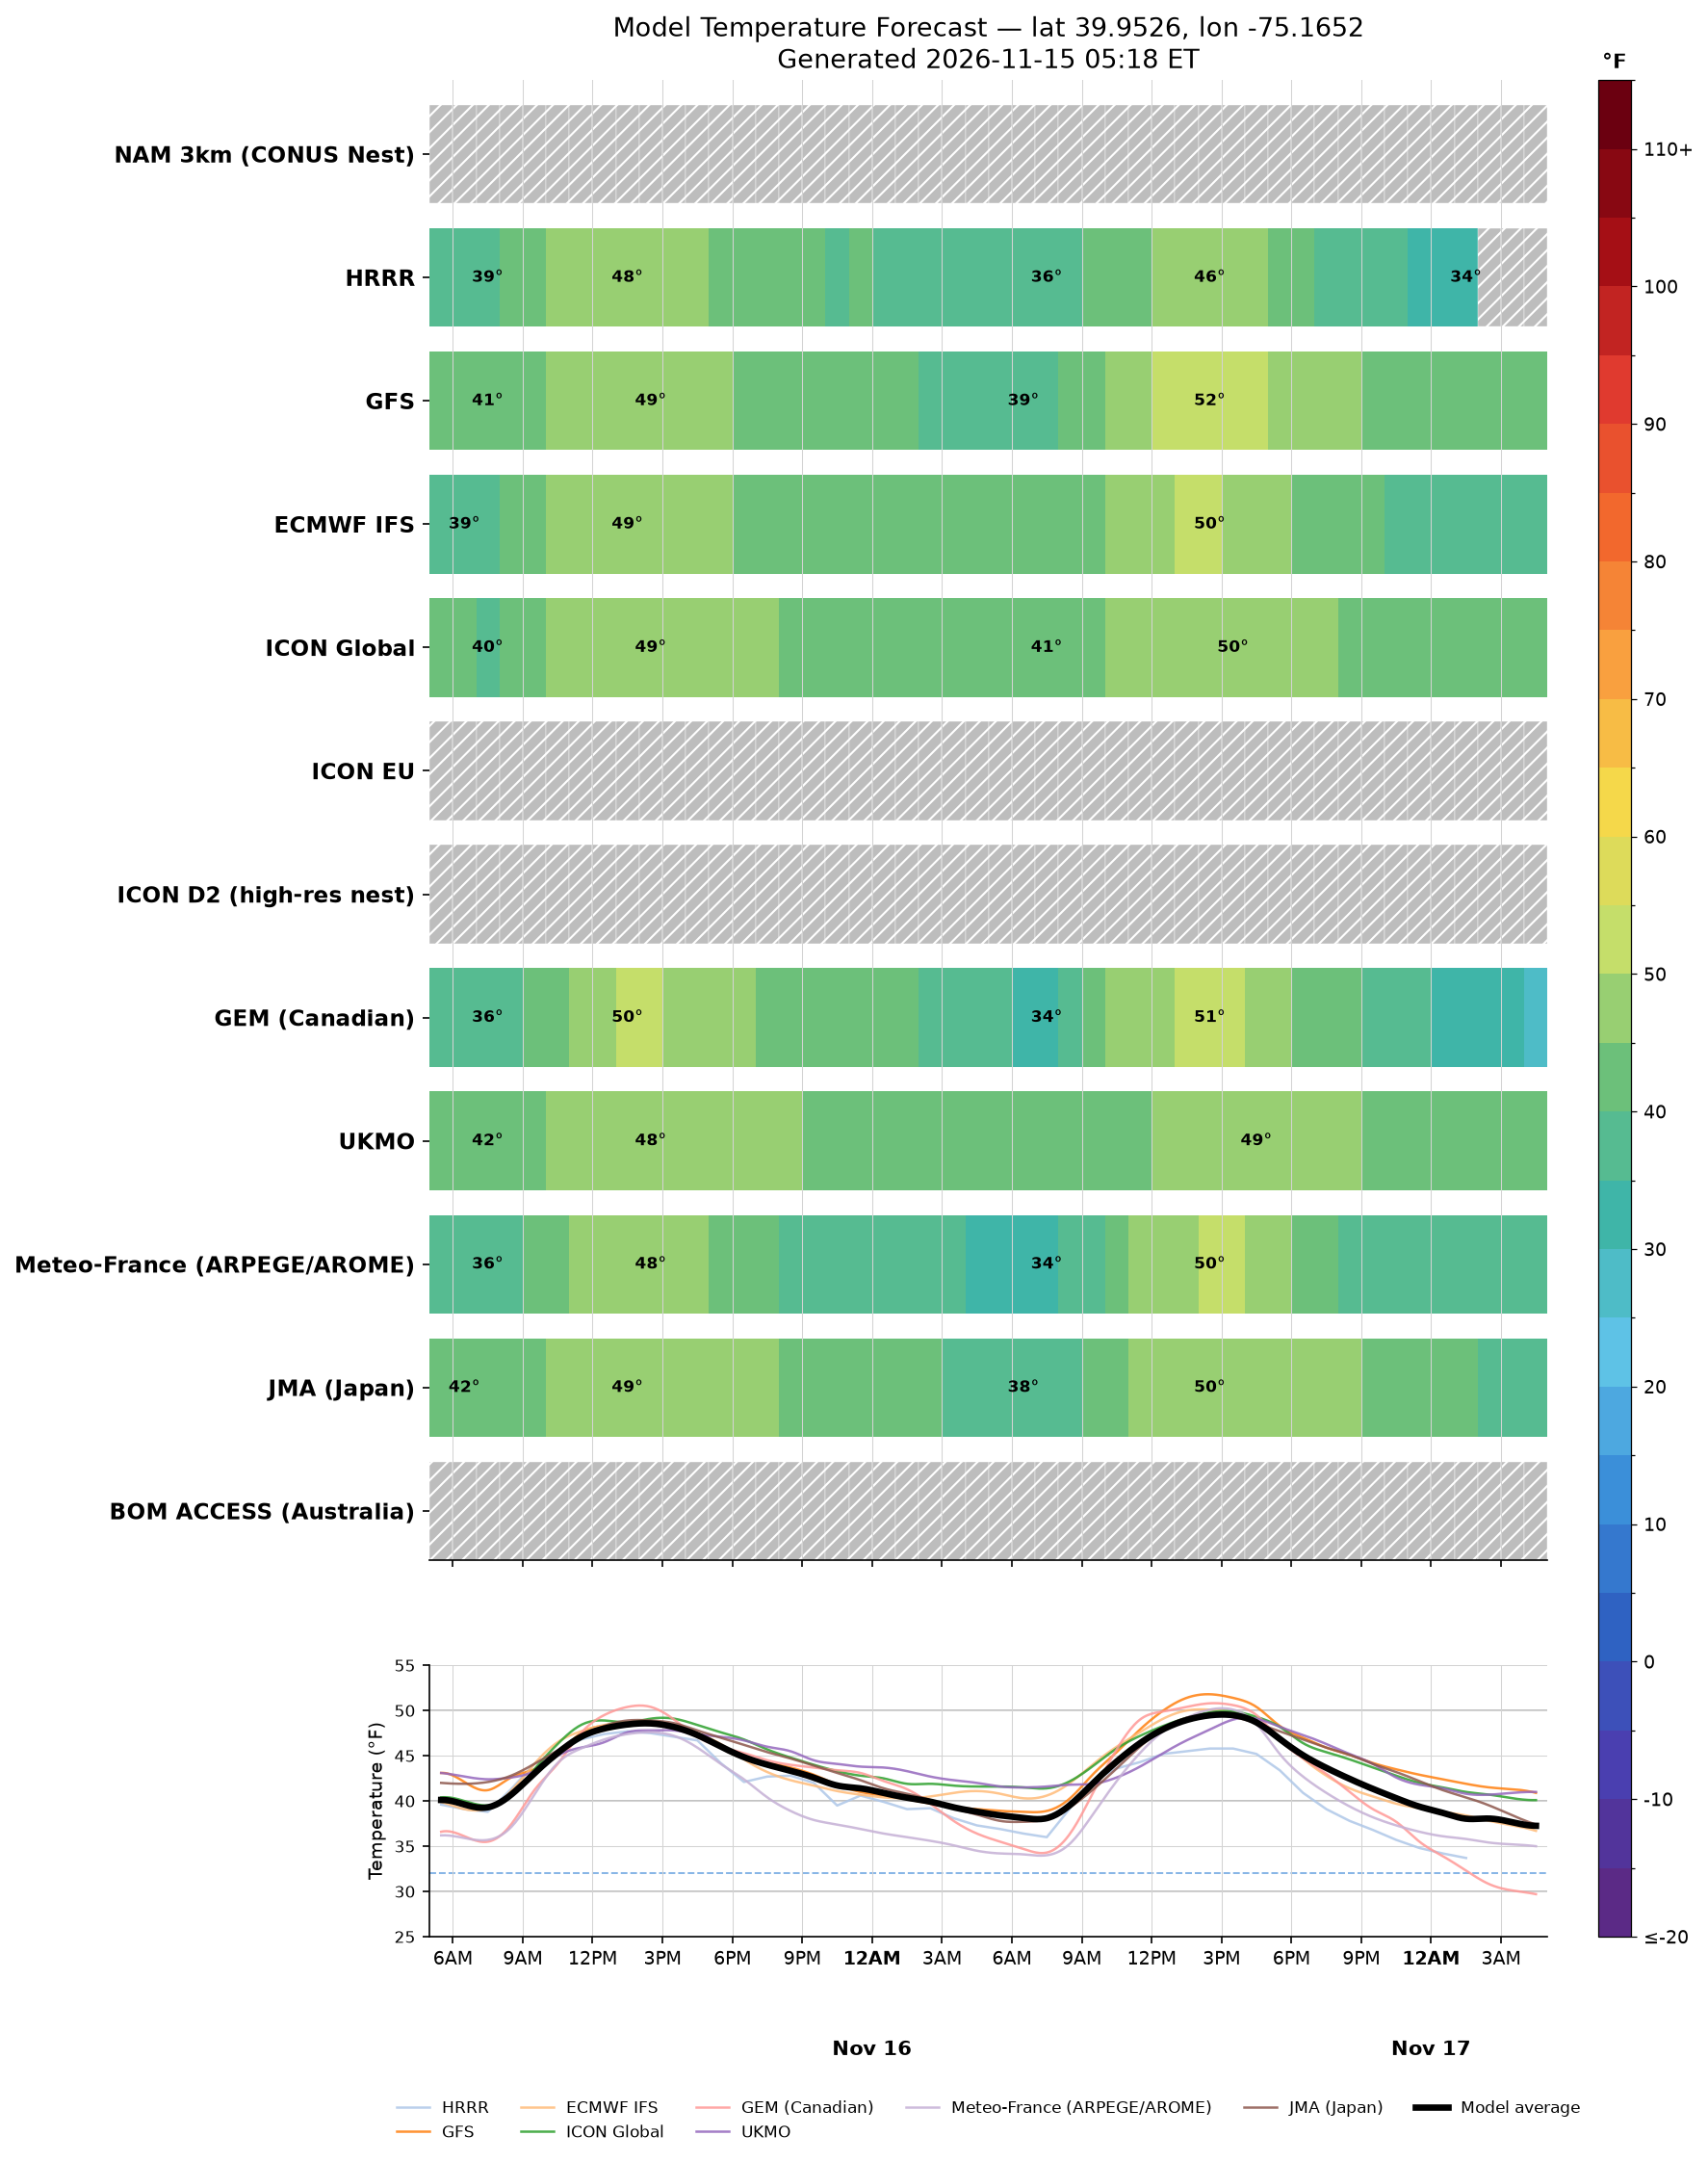 Model Temperature Forecast — lat 39.9526, lon -75.1652
Generated 2026-11-15 05:18 ET
°F
NAM 3km (CONUS Nest)
HRRR
39° 48° 36° 46° 34°
GFS
41° 49° 39° 52°
ECMWF IFS
39° 49° 50°
ICON Global
40° 49° 41° 50°
ICON EU
ICON D2 (high-res nest)
GEM (Canadian)
36° 50° 34° 51°
UKMO
42° 48° 49°
Meteo-France (ARPEGE/AROME)
36° 48° 34° 50°
JMA (Japan)
42° 49° 38° 50°
BOM ACCESS (Australia)
110+
100
90
80
70
60
50
40
30
20
10
0
-10
≤-20
Temperature (°F)
55
50
45
40
35
30
25
6AM 9AM 12PM 3PM 6PM 9PM 12AM 3AM 6AM 9AM 12PM 3PM 6PM 9PM 12AM 3AM
Nov 16 Nov 17
HRRR ECMWF IFS GEM (Canadian) Meteo-France (ARPEGE/AROME) JMA (Japan) Model average
GFS ICON Global UKMO